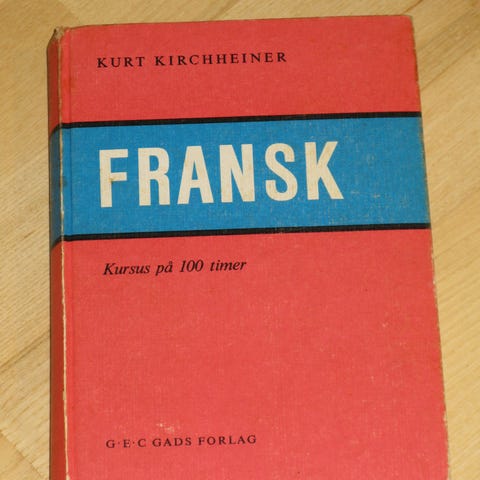 KURT KIRCHHEINER
FRANSK
Kursus på 100 timer
G·E·C GADS FORLAG